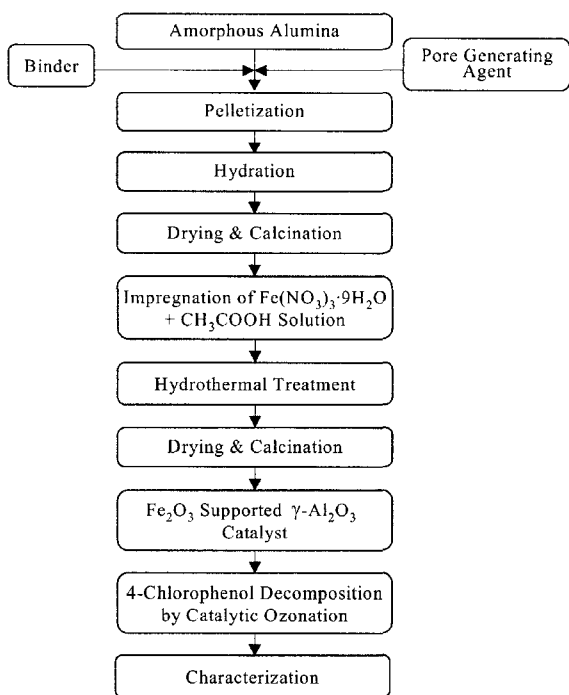 Amorphous Alumina
Binder
Pore Generating
Agent
Pelletization
Hydration
Drying & Calcination
Impregnation of Fe(NO₃)₃·9H₂O
+ CH₃COOH Solution
Hydrothermal Treatment
Drying & Calcination
Fe₂O₃ Supported γ-Al₂O₃
Catalyst
4-Chlorophenol Decomposition
by Catalytic Ozonation
Characterization